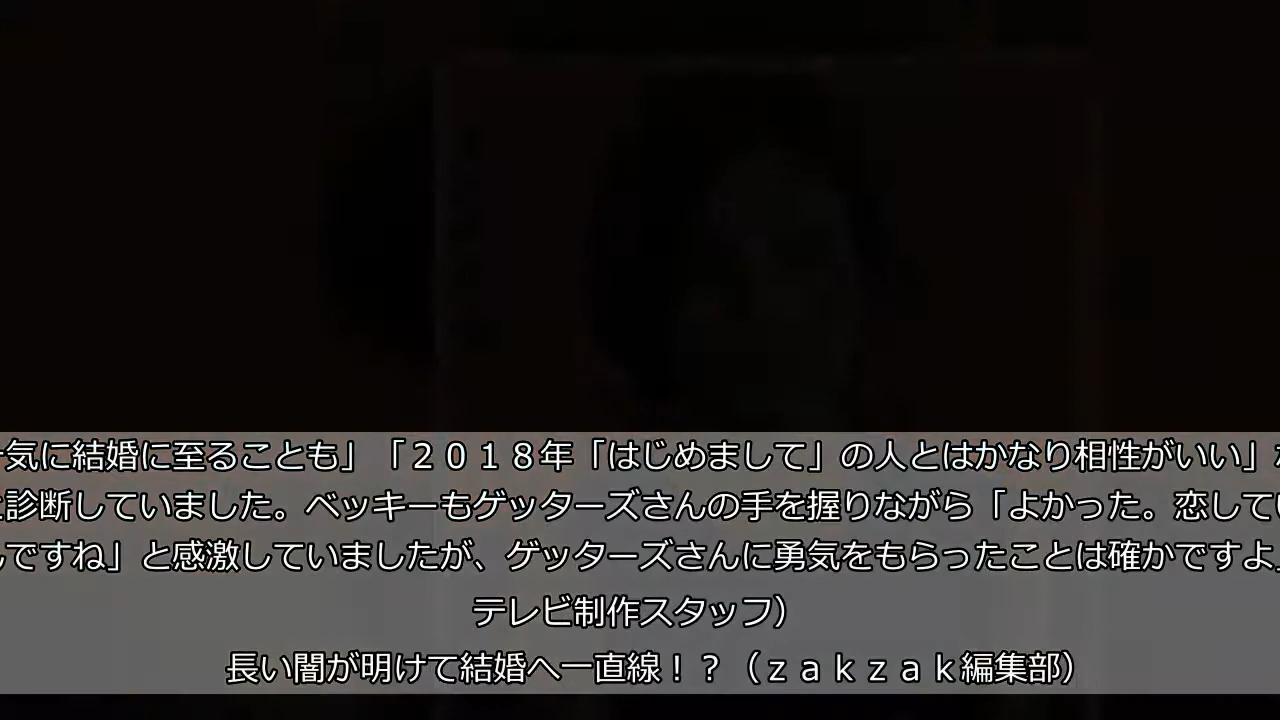 気に結婚に至ることも」「２０１８年「はじめまして」の人とはかなり相性がいい」
診断していました。ベッキーもゲッターズさんの手を握りながら「よかった。恋して
ですね」と感激していましたが、ゲッターズさんに勇気をもらったことは確かですよ」
テレビ制作スタッフ）
長い闇が明けて結婚へ一直線！？（ｚａｋｚａｋ編集部）